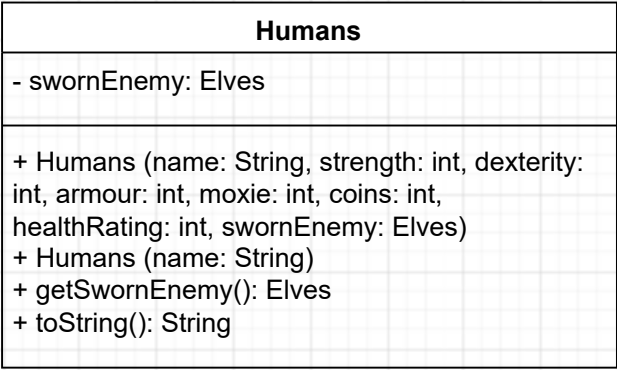 Humans
- swornEnemy: Elves
+ Humans (name: String, strength: int, dexterity:
int, armour: int, moxie: int, coins: int,
healthRating: int, swornEnemy: Elves)
+ Humans (name: String)
+ getSwornEnemy(): Elves
+ toString(): String